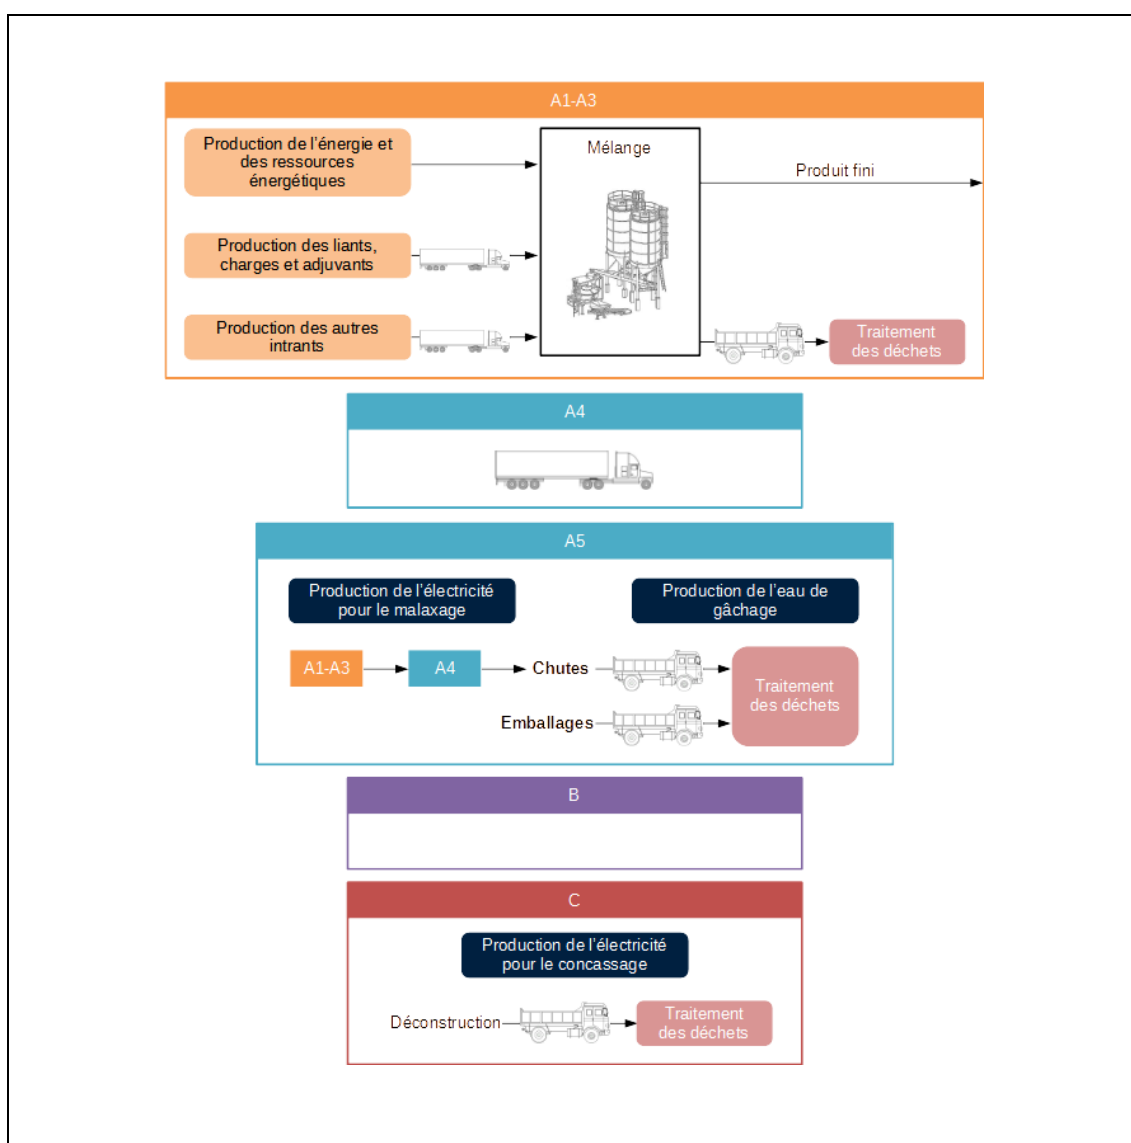 A1-A3
Production de l'énergie et
des ressources
énergétiques
Mélange
Produit fini
Production des liants,
charges et adjuvants
Production des autres
intrants
Traitement
des déchets
A4
A5
Production de l'électricité
pour le malaxage
Production de l'eau de
gâchage
A1-A3
A4
Chutes
Emballages
Traitement
des déchets
B
C
Production de l'électricité
pour le concassage
Déconstruction
Traitement
des déchets